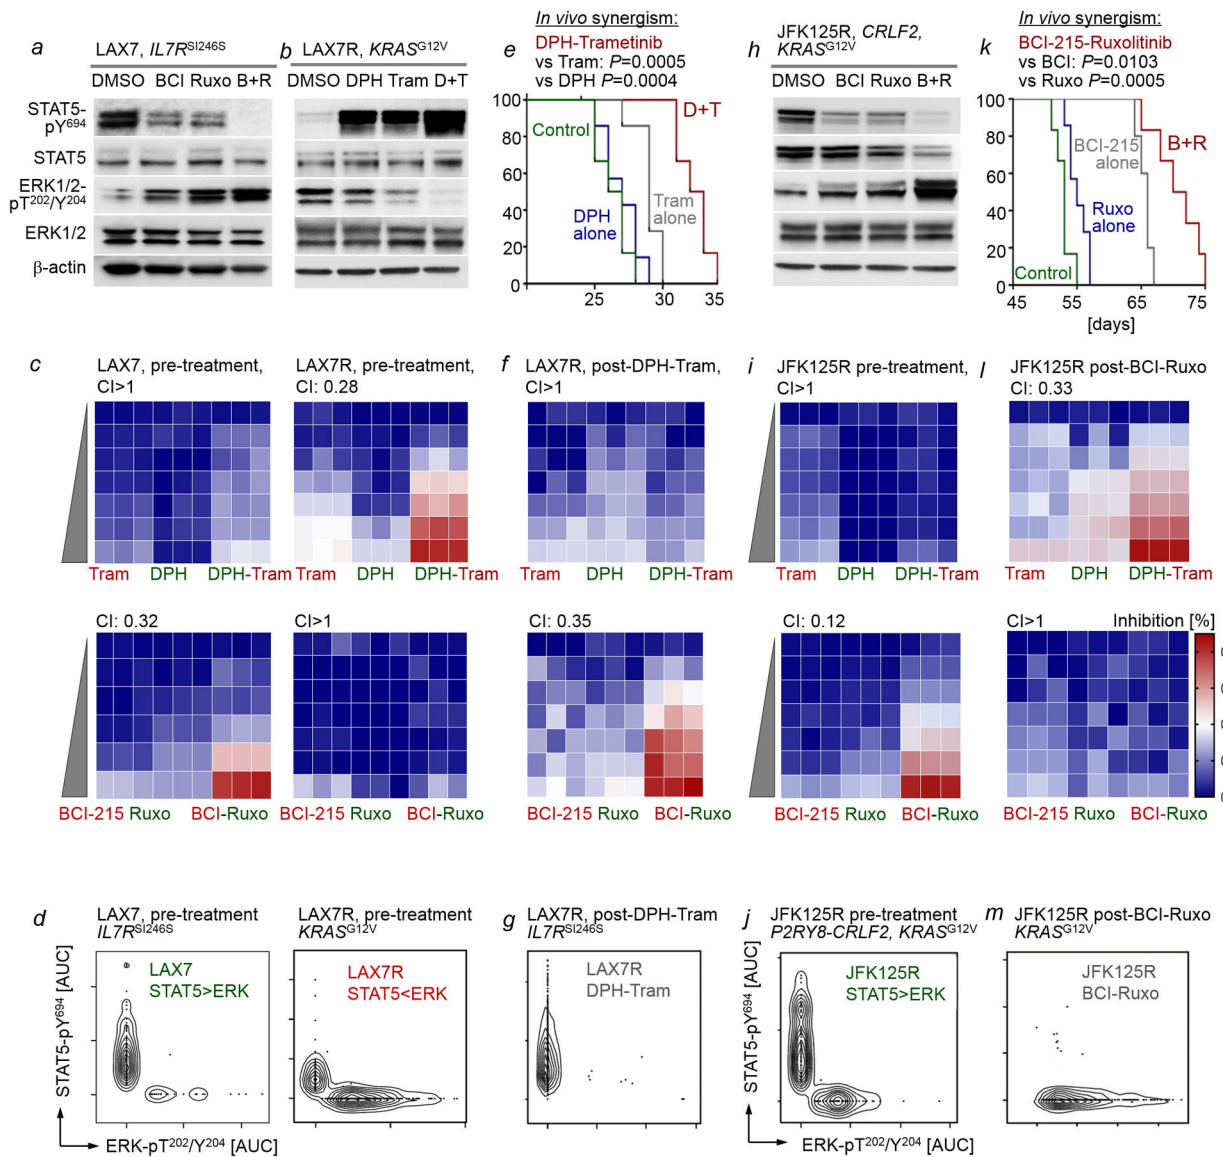 a LAX7, IL7R^SI246S
DMSO BCI Ruxo B+R
STAT5-
pY^694
STAT5
ERK1/2-
pT^202/Y^204
ERK1/2
β-actin
b LAX7R, KRAS^G12V
DMSO DPH Tram D+T
In vivo synergism:
e DPH-Trametinib
vs Tram: P=0.0005
vs DPH P=0.0004
100
80
60
40
20
0
D+T
Control
Tram
alone
DPH
alone
25 30 35
h JFK125R, CRLF2,
KRAS^G12V
DMSO BCI Ruxo B+R
In vivo synergism:
k BCI-215-Ruxolitinib
vs BCI: P=0.0103
vs Ruxo P=0.0005
100
80
60
40
20
0
BCI-215
alone
B+R
Ruxo
alone
Control
45 55 65 75
[days]
c LAX7, pre-treatment,
CI>1
Tram DPH DPH-Tram
LAX7R, pre-treatment,
CI: 0.28
Tram DPH DPH-Tram
f LAX7R, post-DPH-Tram,
CI>1
Tram DPH DPH-Tram
i JFK125R pre-treatment,
CI>1
Tram DPH DPH-Tram
l JFK125R post-BCI-Ruxo
CI: 0.33
Tram DPH DPH-Tram
CI: 0.32
BCI-215 Ruxo BCI-Ruxo
CI>1
BCI-215 Ruxo BCI-Ruxo
CI: 0.35
BCI-215 Ruxo BCI-Ruxo
CI: 0.12
BCI-215 Ruxo BCI-Ruxo
CI>1 Inhibition [%]
BCI-215 Ruxo BCI-Ruxo
d LAX7, pre-treatment
IL7R^SI246S
LAX7
STAT5>ERK
STAT5-pY^694 [AUC]
ERK-pT^202/Y^204 [AUC]
LAX7R, pre-treatment
KRAS^G12V
LAX7R
STAT5<ERK
g LAX7R, post-DPH-Tram
IL7R^SI246S
LAX7R
DPH-Tram
j JFK125R pre-treatment
P2RY8-CRLF2, KRAS^G12V
JFK125R
STAT5>ERK
STAT5-pY^694 [AUC]
ERK-pT^202/Y^204 [AUC]
m JFK125R post-BCI-Ruxo
KRAS^G12V
JFK125R
BCI-Ruxo